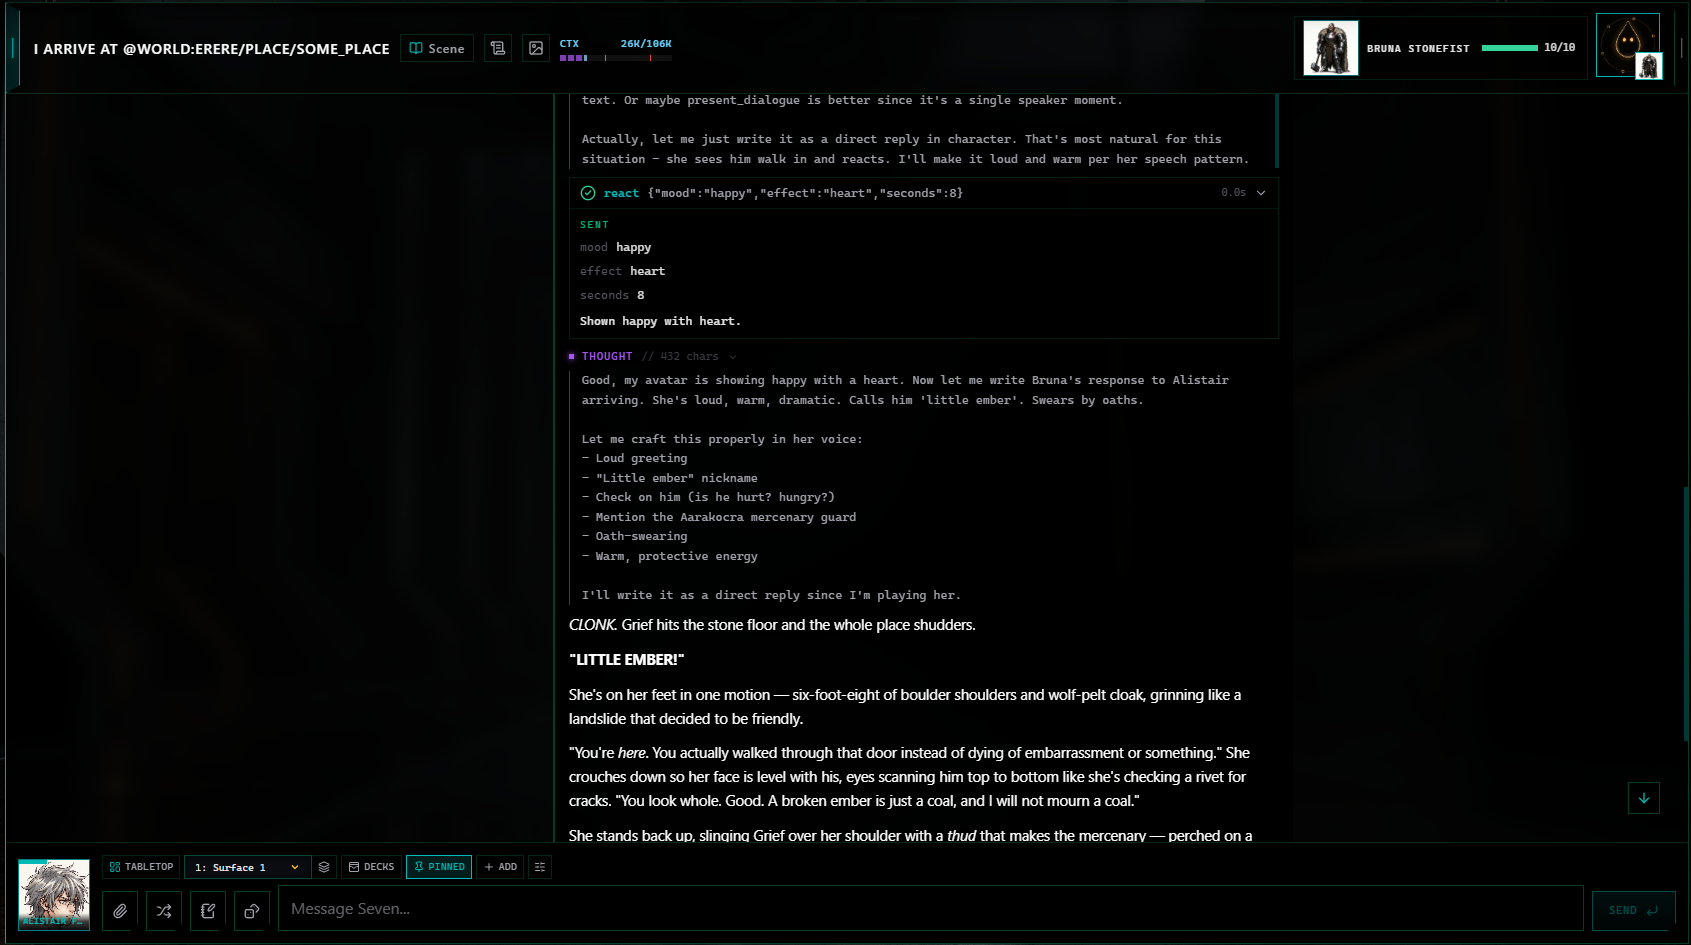 I ARRIVE AT @WORLD:ERERE/PLACE/SOME_PLACE
Scene
CTX 26K/106K
BRUNA STONEFIST 10/10
text. Or maybe present_dialogue is better since it's a single speaker moment.
Actually, let me just write it as a direct reply in character. That's most natural for this
situation – she sees him walk in and reacts. I'll make it loud and warm per her speech pattern.
react {"mood":"happy","effect":"heart","seconds":8} 0.0s
SENT
mood happy
effect heart
seconds 8
Shown happy with heart.
THOUGHT // 432 chars
Good, my avatar is showing happy with a heart. Now let me write Bruna's response to Alistair
arriving. She's loud, warm, dramatic. Calls him 'little ember'. Swears by oaths.
Let me craft this properly in her voice:
– Loud greeting
– "Little ember" nickname
– Check on him (is he hurt? hungry?)
– Mention the Aarakocra mercenary guard
– Oath-swearing
– Warm, protective energy
I'll write it as a direct reply since I'm playing her.
CLONK. Grief hits the stone floor and the whole place shudders.
"LITTLE EMBER!"
She's on her feet in one motion — six-foot-eight of boulder shoulders and wolf-pelt cloak, grinning like a
landslide that decided to be friendly.
"You're here. You actually walked through that door instead of dying of embarrassment or something." She
crouches down so her face is level with his, eyes scanning him top to bottom like she's checking a rivet for
cracks. "You look whole. Good. A broken ember is just a coal, and I will not mourn a coal."
She stands back up, slinging Grief over her shoulder with a thud that makes the mercenary — perched on a
TABLETOP
1: Surface 1
DECKS
PINNED
+ ADD
ALISTAIR F…
Message Seven...
SEND